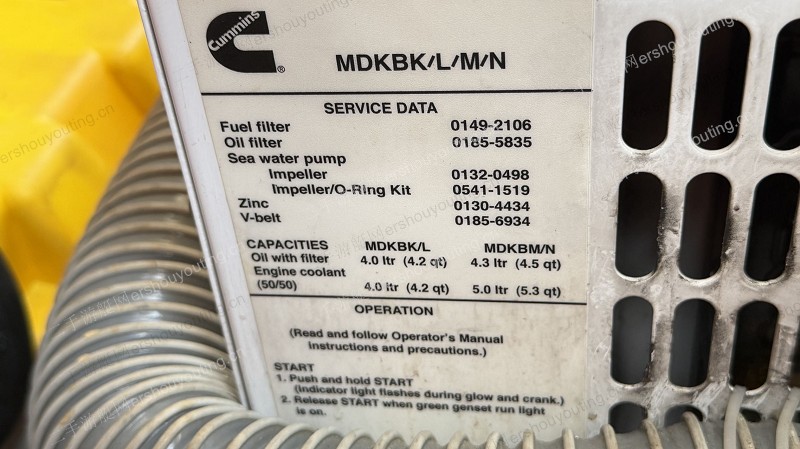 Cummins
®
MDKBK/L/M/N
SERVICE DATA
Fuel filter 0149-2106
Oil filter 0185-5835
Sea water pump
Impeller 0132-0498
Impeller/O-Ring Kit 0541-1519
Zinc 0130-4434
V-belt 0185-6934
CAPACITIES MDKBK/L MDKBM/N
Oil with filter 4.0 ltr (4.2 qt) 4.3 ltr (4.5 qt)
Engine coolant
(50/50) 4.0 ltr (4.2 qt) 5.0 ltr (5.3 qt)
OPERATION
(Read and follow Operator's Manual
Instructions and precautions.)
START
1. Push and hold START
(indicator light flashes during glow and crank.)
2. Release START when green genset run light
is on.